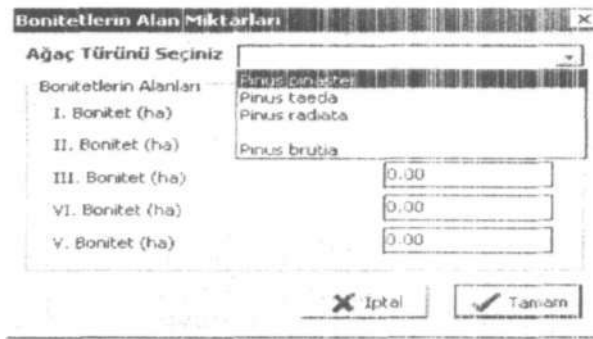 Bonitetlerin Alan Miktarları
Ağaç Türünü Seçiniz
Pinus pinaster
Bonitetlerin Alanları
Pinus taeda
I. Bonitet (ha)
Pinus radiata
II. Bonitet (ha)
Pinus brutia
III. Bonitet (ha) 0.00
VI. Bonitet (ha) 0.00
V. Bonitet (ha) 0.00
Iptal Tamam